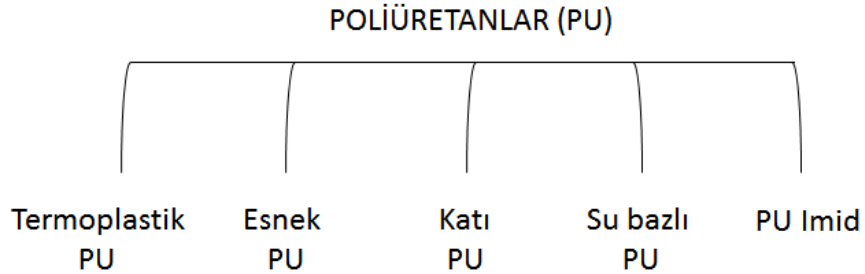 POLİÜRETANLAR (PU)
Termoplastik PU
Esnek PU
Katı PU
Su bazlı PU
PU Imid